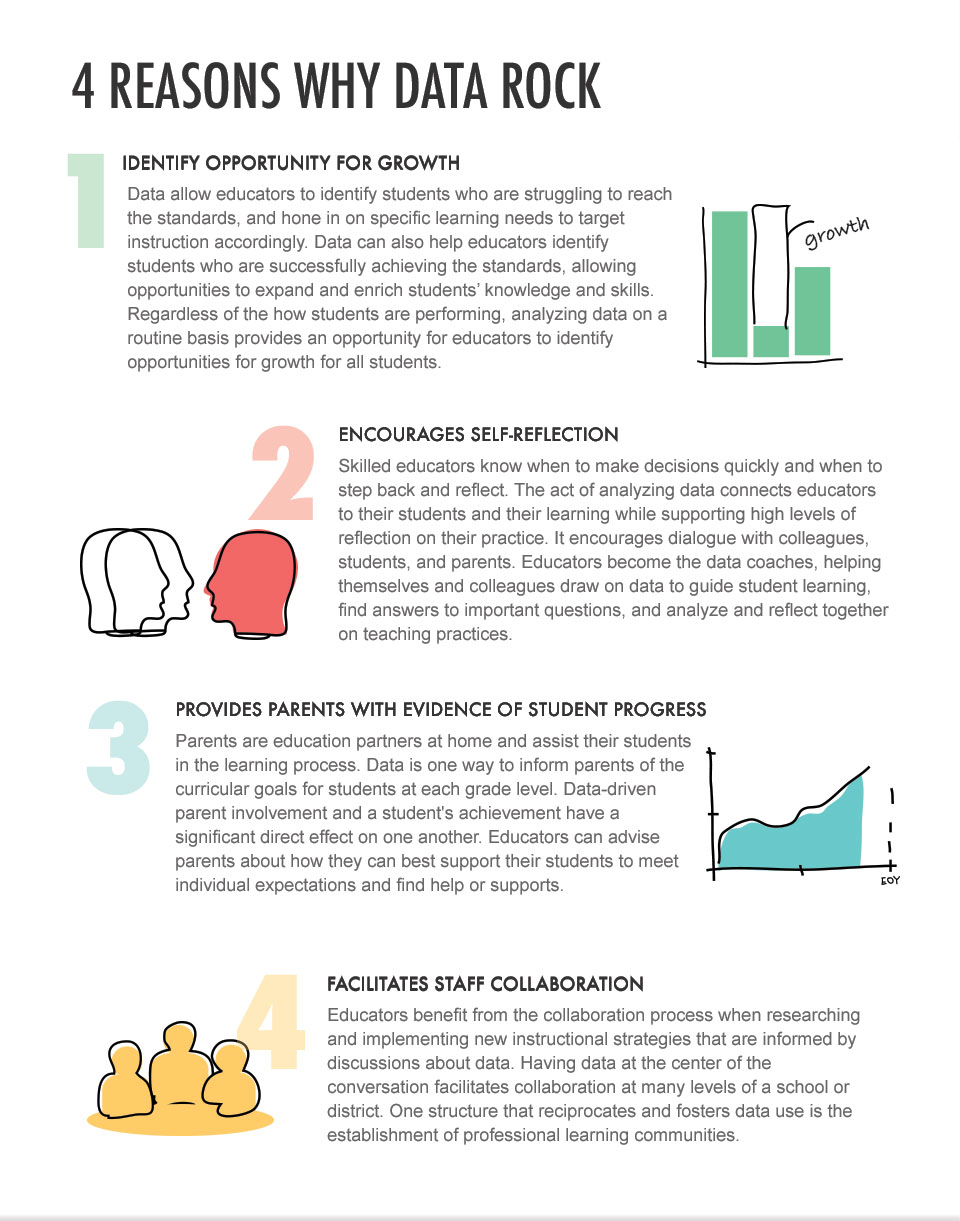 4 REASONS WHY DATA ROCK
1
IDENTIFY OPPORTUNITY FOR GROWTH
Data allow educators to identify students who are struggling to reach
the standards, and hone in on specific learning needs to target
instruction accordingly. Data can also help educators identify
students who are successfully achieving the standards, allowing
opportunities to expand and enrich students’ knowledge and skills.
Regardless of the how students are performing, analyzing data on a
routine basis provides an opportunity for educators to identify
opportunities for growth for all students.
growth
2
ENCOURAGES SELF-REFLECTION
Skilled educators know when to make decisions quickly and when to
step back and reflect. The act of analyzing data connects educators
to their students and their learning while supporting high levels of
reflection on their practice. It encourages dialogue with colleagues,
students, and parents. Educators become the data coaches, helping
themselves and colleagues draw on data to guide student learning,
find answers to important questions, and analyze and reflect together
on teaching practices.
3
PROVIDES PARENTS WITH EVIDENCE OF STUDENT PROGRESS
Parents are education partners at home and assist their students
in the learning process. Data is one way to inform parents of the
curricular goals for students at each grade level. Data-driven
parent involvement and a student's achievement have a
significant direct effect on one another. Educators can advise
parents about how they can best support their students to meet
individual expectations and find help or supports.
EOY
4
FACILITATES STAFF COLLABORATION
Educators benefit from the collaboration process when researching
and implementing new instructional strategies that are informed by
discussions about data. Having data at the center of the
conversation facilitates collaboration at many levels of a school or
district. One structure that reciprocates and fosters data use is the
establishment of professional learning communities.